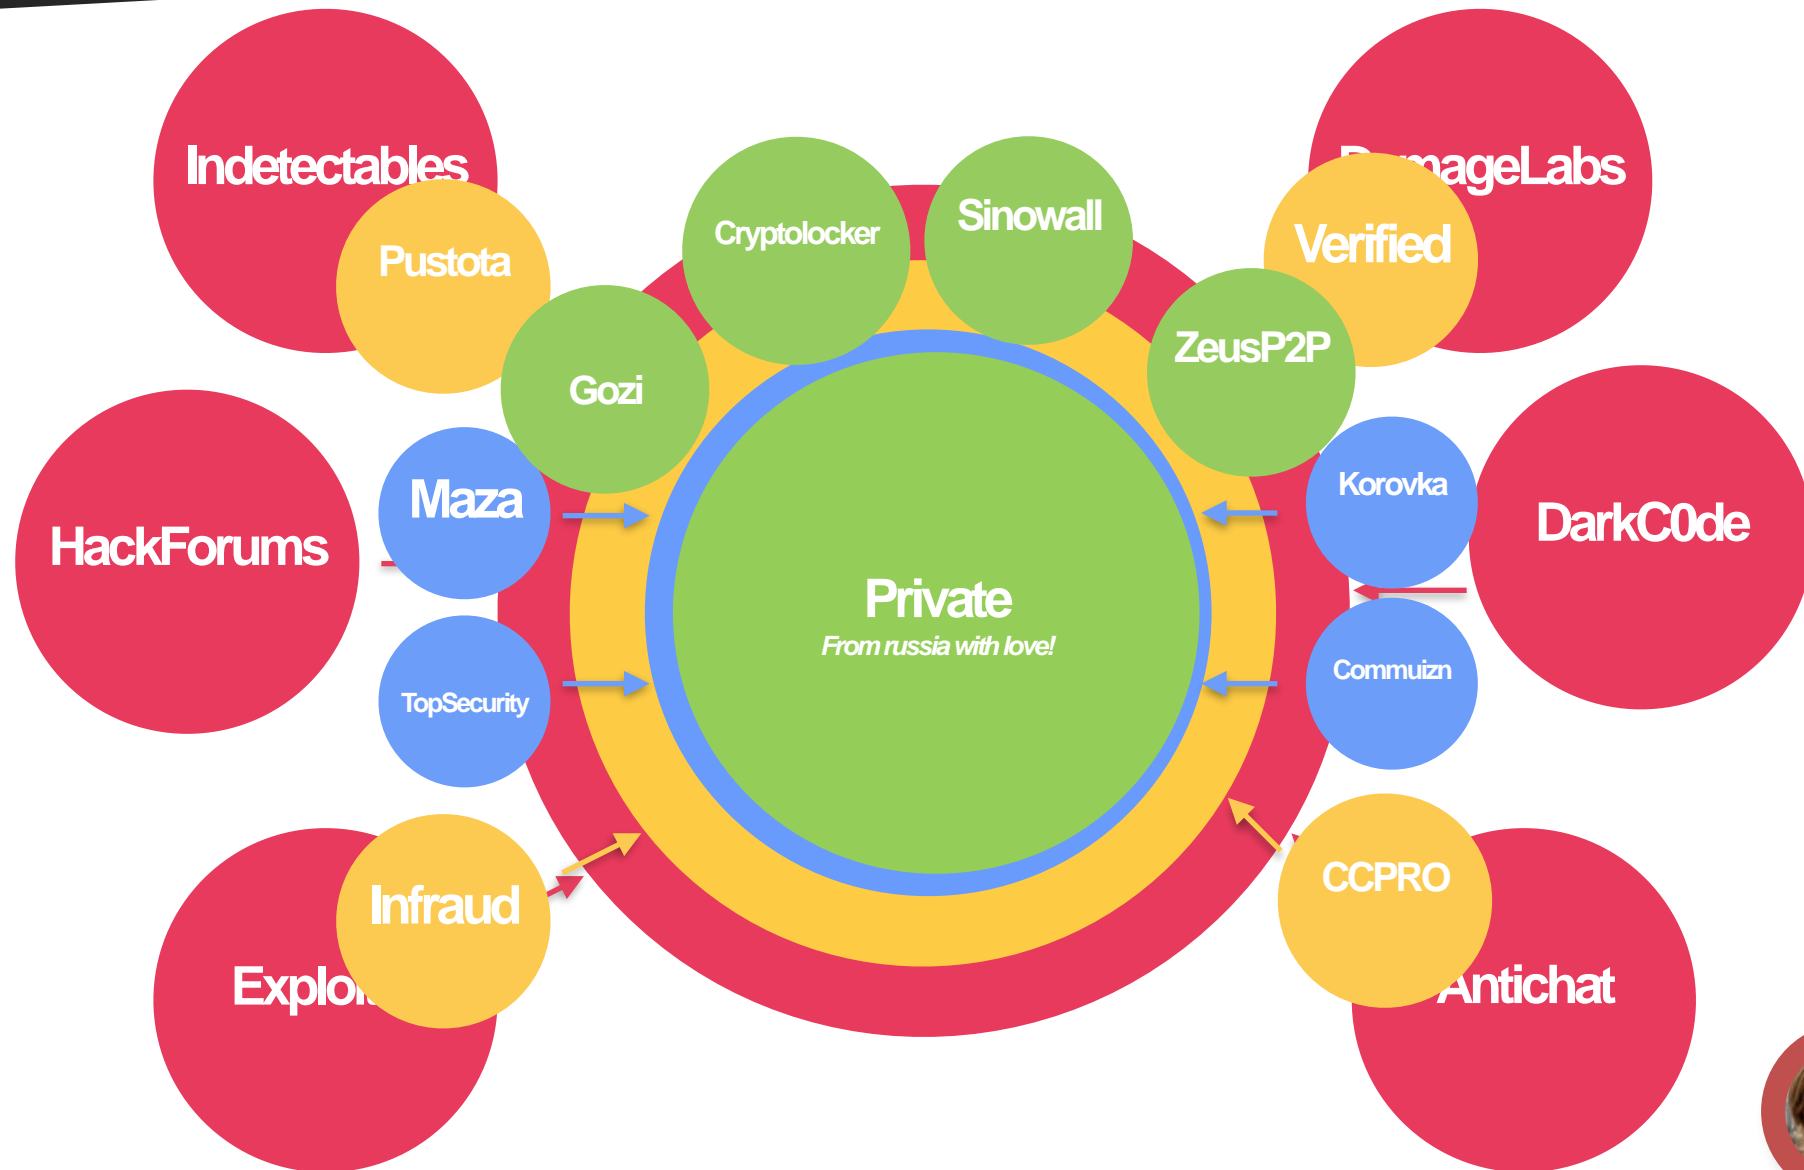 Indetectables
Pustota
Cryptolocker
Sinowall
Verified
Gozi
ZeusP2P
Maza
Korovka
HackForums
DarkC0de
Private
From russia with love!
TopSecurity
Commuizn
Infraud
CCPRO